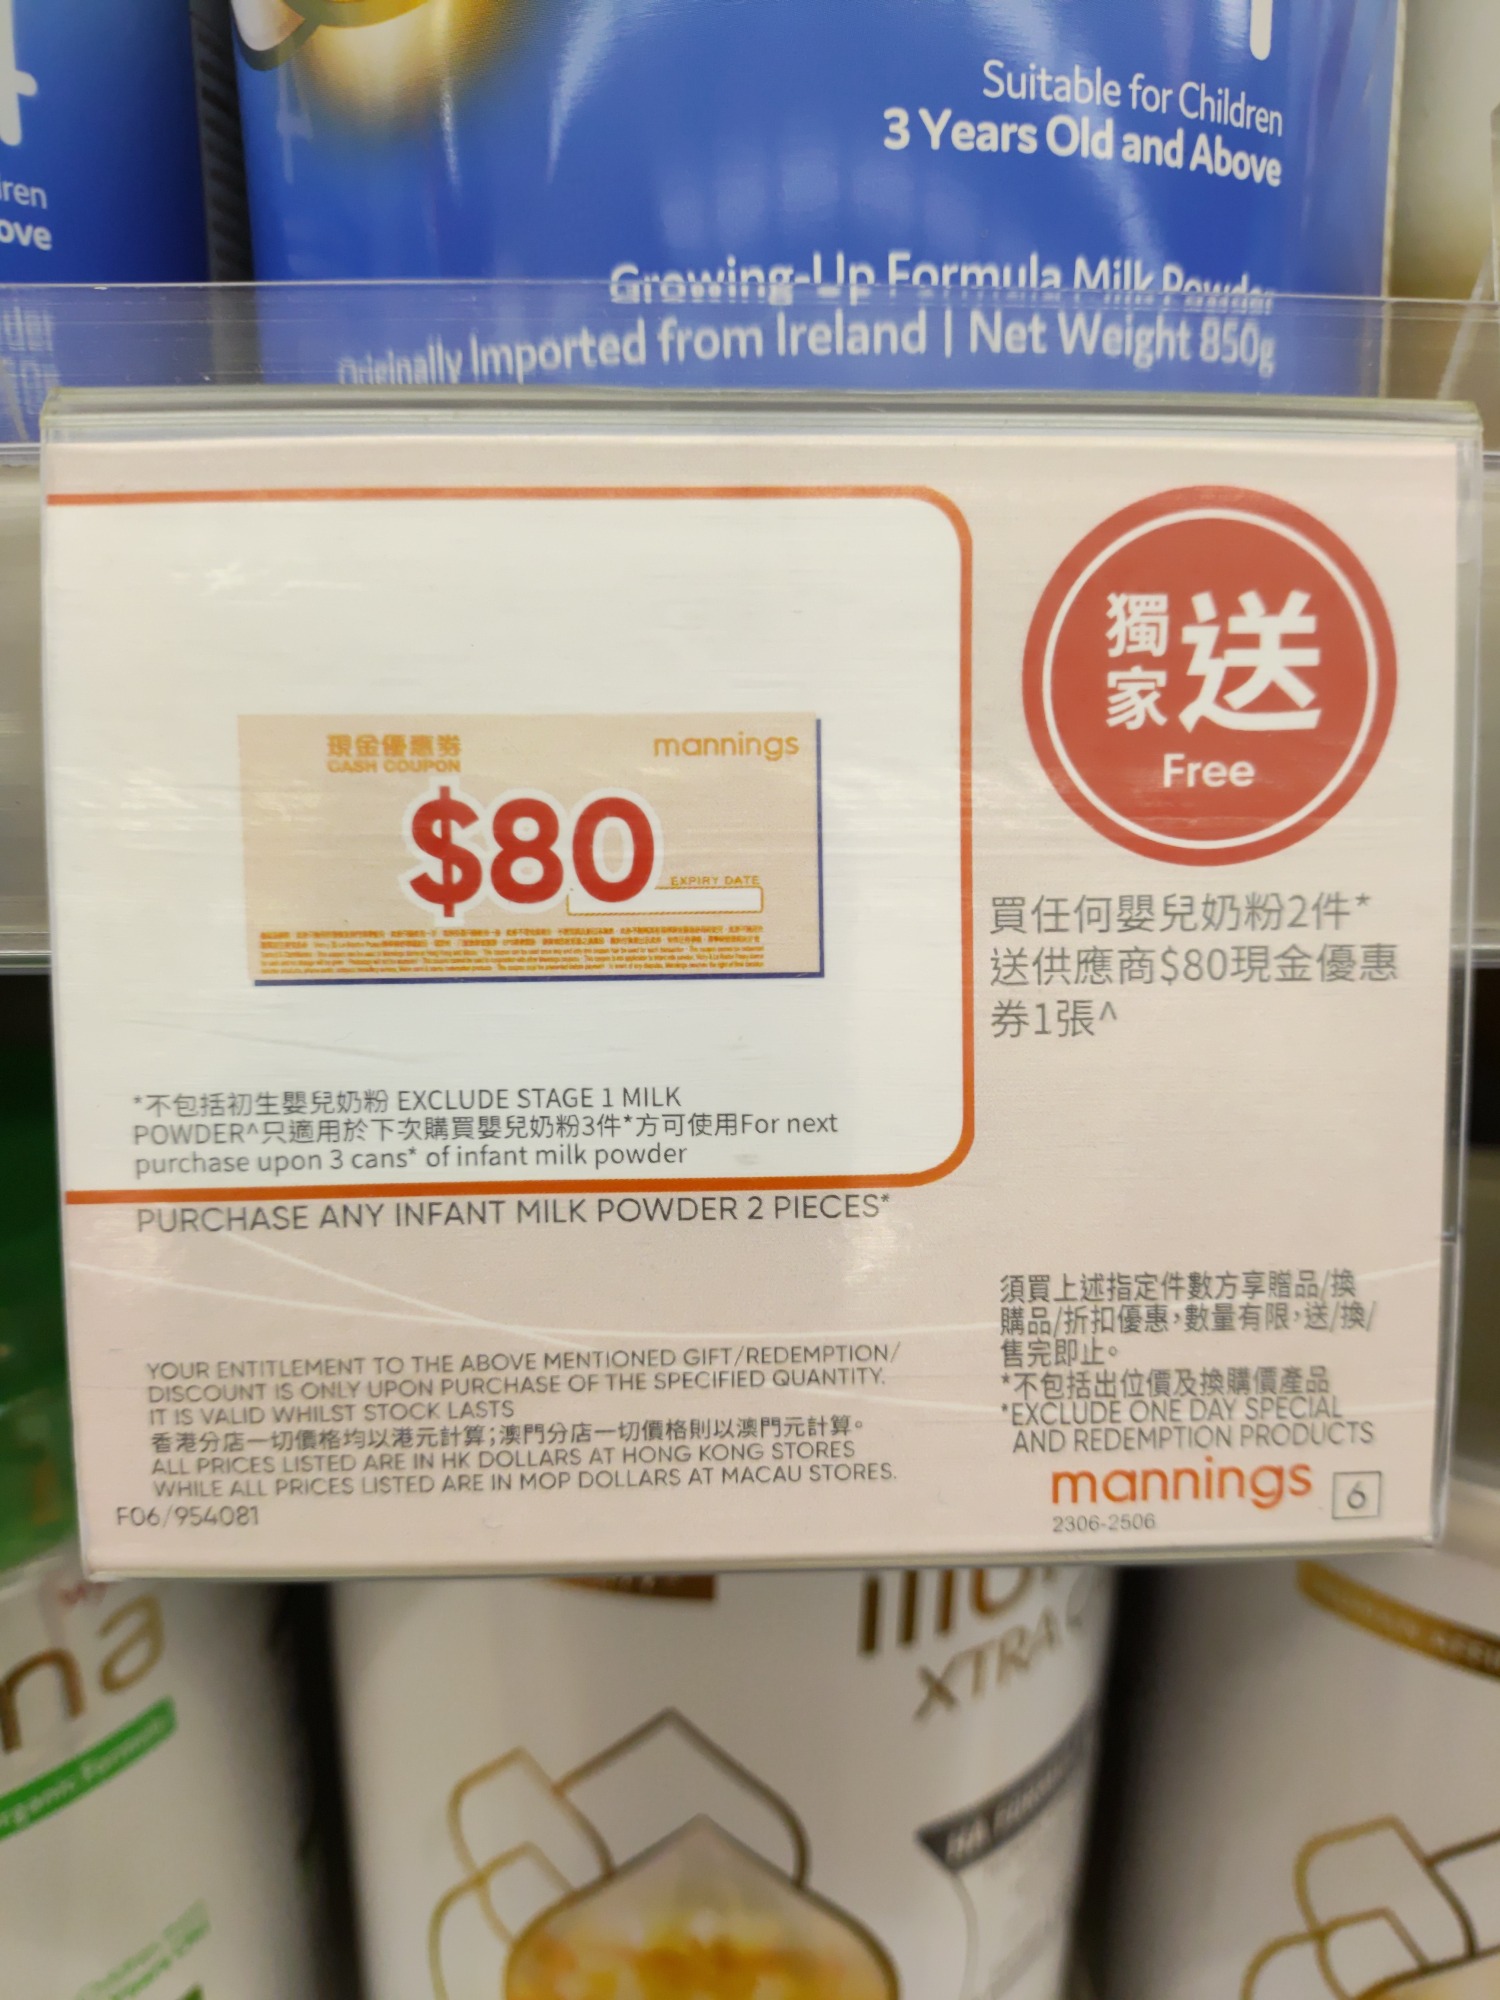 Suitable for Children
3 Years Old and Above
Growing-Up Formula Milk Powder
Originally Imported from Ireland | Net Weight 850g
獨家送
Free
現金優惠券
CASH COUPON
mannings
$80
EXPIRY DATE
買任何嬰兒奶粉2件*
送供應商$80現金優惠
券1張^
*不包括初生嬰兒奶粉 EXCLUDE STAGE 1 MILK
POWDER^只適用於下次購買嬰兒奶粉3件*方可使用For next
purchase upon 3 cans* of infant milk powder
PURCHASE ANY INFANT MILK POWDER 2 PIECES*
YOUR ENTITLEMENT TO THE ABOVE MENTIONED GIFT/REDEMPTION/
DISCOUNT IS ONLY UPON PURCHASE OF THE SPECIFIED QUANTITY.
IT IS VALID WHILST STOCK LASTS
香港分店一切價格均以港元計算;澳門分店一切價格則以澳門元計算。
ALL PRICES LISTED ARE IN HK DOLLARS AT HONG KONG STORES
WHILE ALL PRICES LISTED ARE IN MOP DOLLARS AT MACAU STORES.
F06/954081
須買上述指定件數方享贈品/換
購品/折扣優惠,數量有限,送/換/
售完即止。
*不包括出位價及換購價產品
*EXCLUDE ONE DAY SPECIAL
AND REDEMPTION PRODUCTS
mannings 6
2306-2506
XTRA